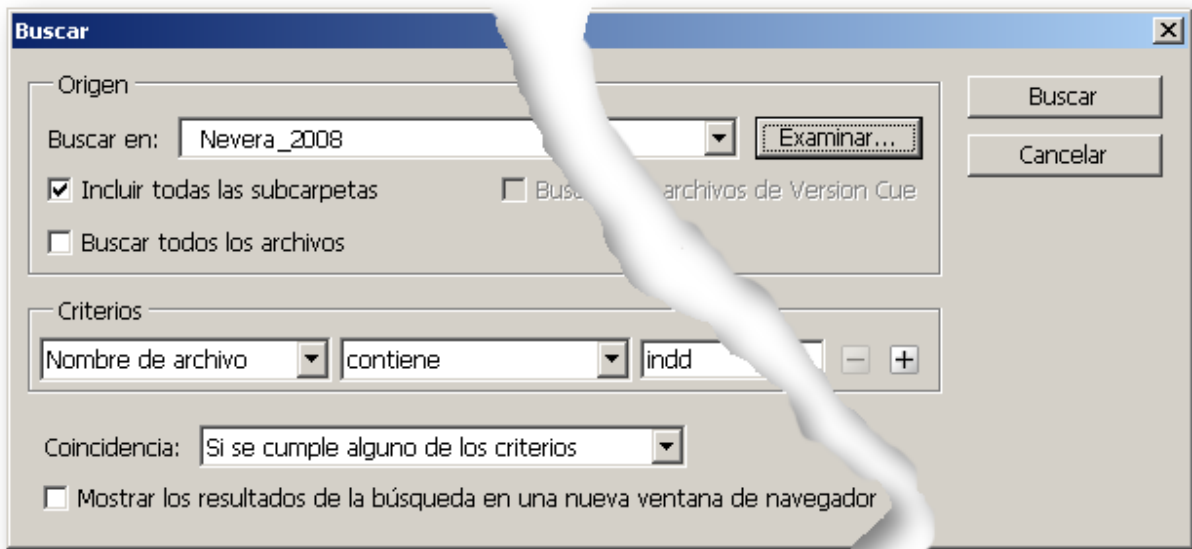 Buscar
Origen
Buscar en: Nevera_2008 Examinar...
Incluir todas las subcarpetas
archivos de Version Cue
Buscar todos los archivos
Criterios
Nombre de archivo contiene indd
Coincidencia: Si se cumple alguno de los criterios
Mostrar los resultados de la búsqueda en una nueva ventana de navegador
Buscar
Cancelar